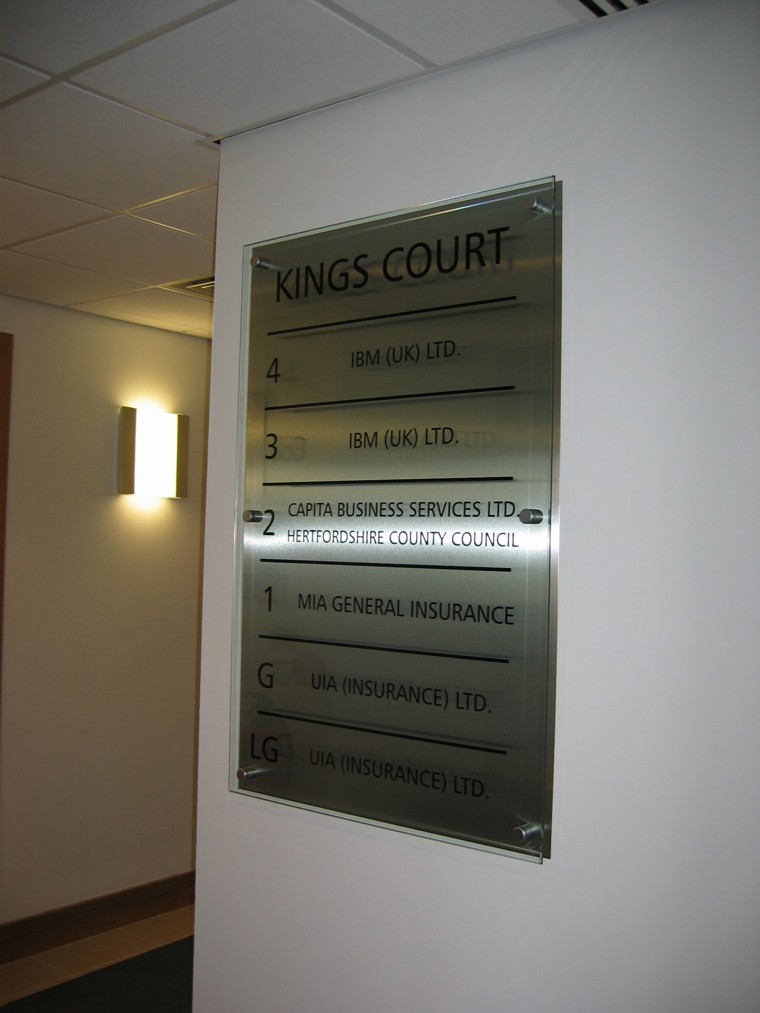 KINGS COURT
4 IBM (UK) LTD.
3 IBM (UK) LTD.
2 CAPITA BUSINESS SERVICES LTD.
HERTFORDSHIRE COUNTY COUNCIL
1 MIA GENERAL INSURANCE
G UIA (INSURANCE) LTD.
LG UIA (INSURANCE) LTD.